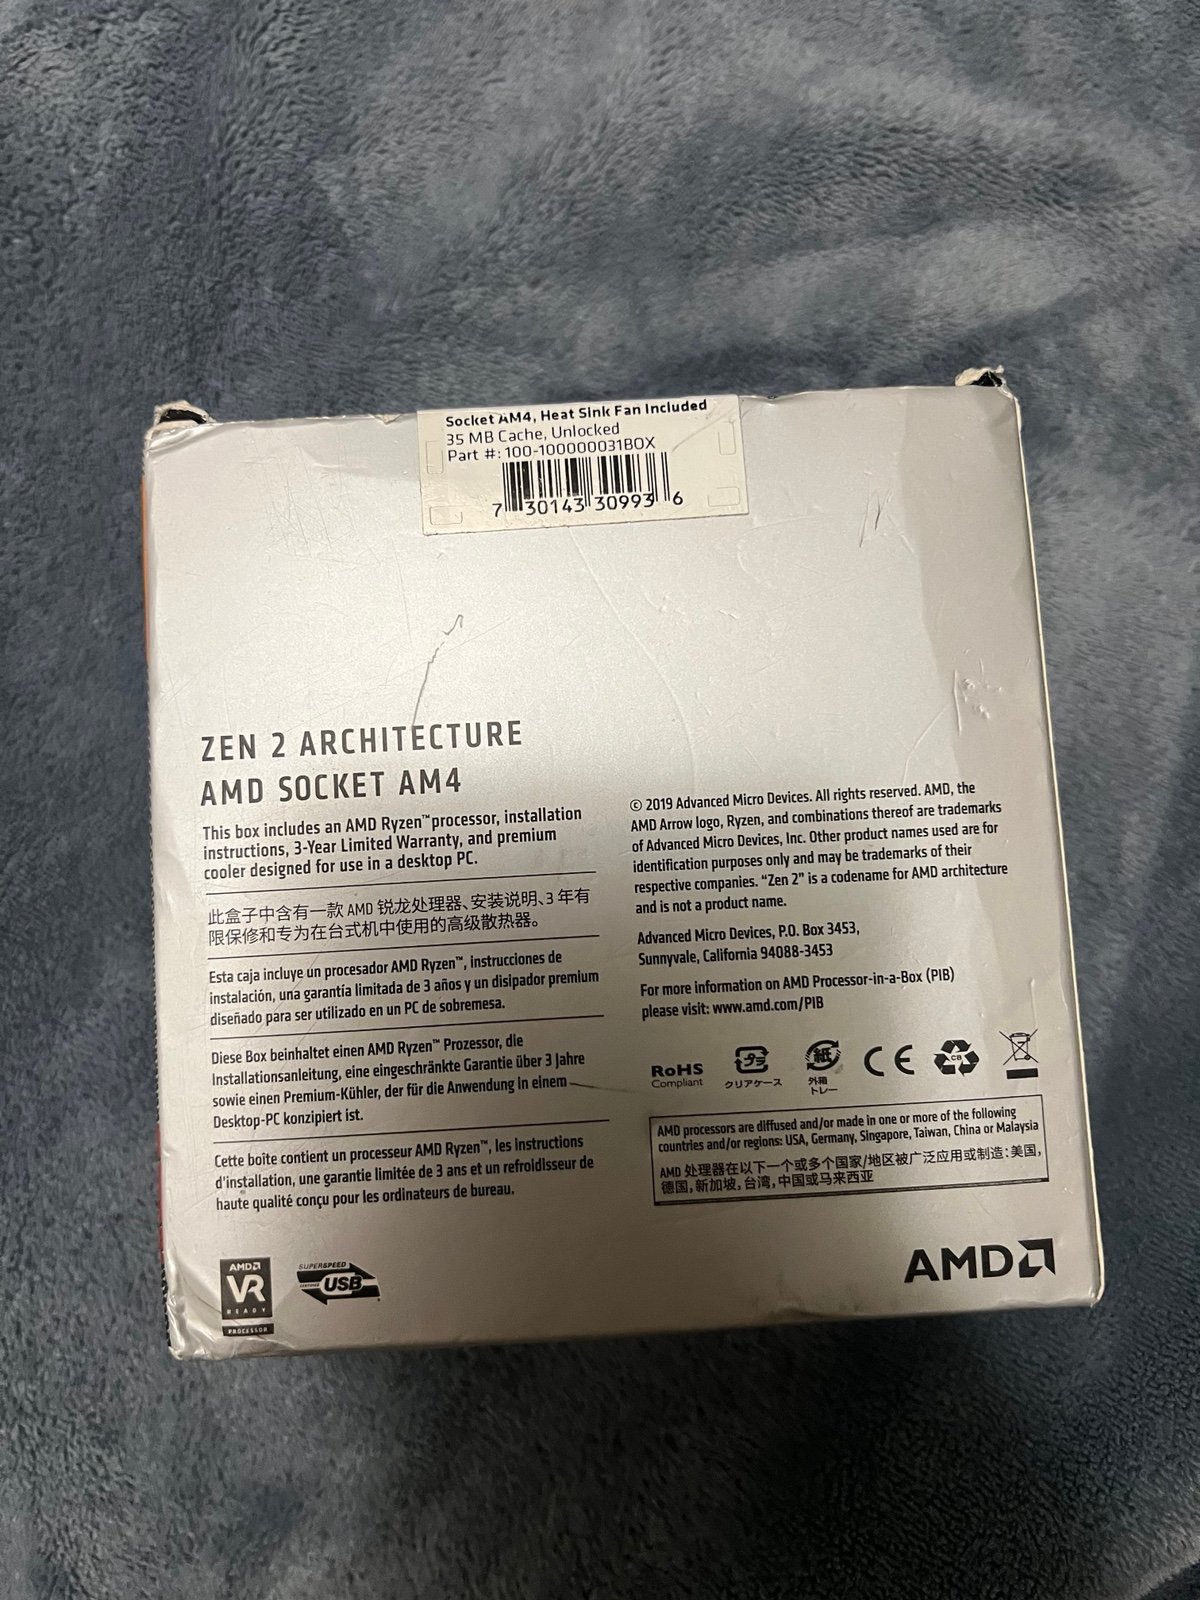 Socket AM4, Heat Sink Fan Included
35 MB Cache, Unlocked
Part #: 100-100000031BOX
7 30143 30993 6
ZEN 2 ARCHITECTURE
AMD SOCKET AM4
This box includes an AMD Ryzen™ processor, installation
instructions, 3-Year Limited Warranty, and premium
cooler designed for use in a desktop PC.
此盒子中含有一款 AMD 锐龙处理器、安装说明、3 年有
限保修和专为在台式机中使用的高级散热器。
Esta caja incluye un procesador AMD Ryzen™, instrucciones de
instalación, una garantía limitada de 3 años y un disipador premium
diseñado para ser utilizado en un PC de sobremesa.
Diese Box beinhaltet einen AMD Ryzen™ Prozessor, die
Installationsanleitung, eine eingeschränkte Garantie über 3 Jahre
sowie einen Premium-Kühler, der für die Anwendung in einem
Desktop-PC konzipiert ist.
Cette boîte contient un processeur AMD Ryzen™, les instructions
d'installation, une garantie limitée de 3 ans et un refroidisseur de
haute qualité conçu pour les ordinateurs de bureau.
© 2019 Advanced Micro Devices. All rights reserved. AMD, the
AMD Arrow logo, Ryzen, and combinations thereof are trademarks
of Advanced Micro Devices, Inc. Other product names used are for
identification purposes only and may be trademarks of their
respective companies. “Zen 2” is a codename for AMD architecture
and is not a product name.
Advanced Micro Devices, P.O. Box 3453,
Sunnyvale, California 94088-3453
For more information on AMD Processor-in-a-Box (PIB)
please visit: www.amd.com/PIB
RoHS
Compliant
プラ
クリアケース
紙
外箱
トレー
CE
CB
AMD processors are diffused and/or made in one or more of the following
countries and/or regions: USA, Germany, Singapore, Taiwan, China or Malaysia
AMD 处理器在以下一个或多个国家/地区被广泛应用或制造：美国，
德国，新加坡，台湾，中国或马来西亚
AMD
VR
READY
PROCESSOR
SUPERSPEED
CERTIFIED
USB
AMD